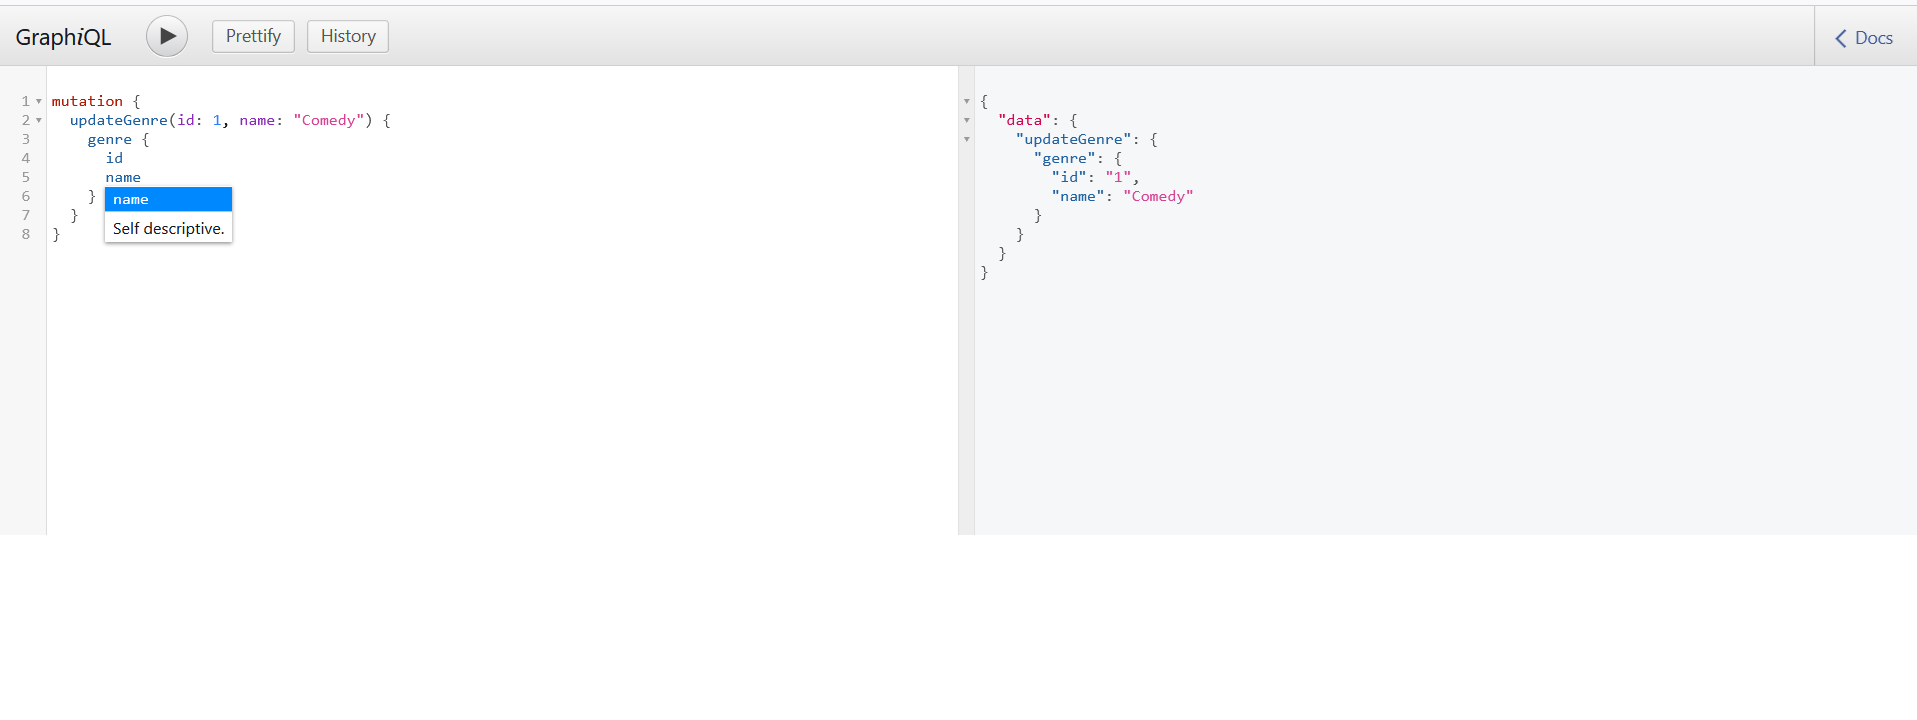 GraphiQL Prettify History Docs
1 mutation {
2 updateGenre(id: 1, name: "Comedy") {
3 genre {
4 id
5 name
6 }
7 }
8 }
name
Self descriptive.
{
"data": {
"updateGenre": {
"genre": {
"id": "1",
"name": "Comedy"
}
}
}
}